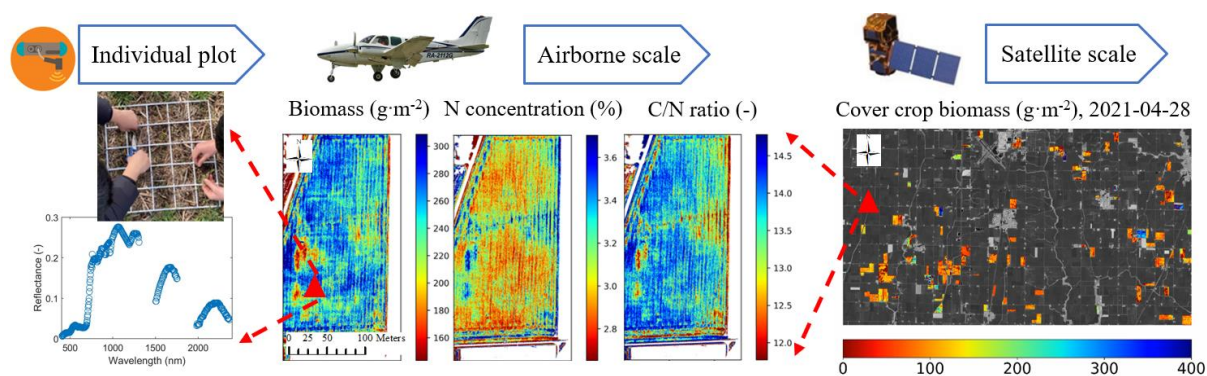 Individual plot
Airborne scale
Satellite scale
RA-2112G
Biomass (g·m⁻²)
N concentration (%)
C/N ratio (-)
Cover crop biomass (g·m⁻²), 2021-04-28
N
300
280
260
240
220
200
180
160
0 25 50 100 Meters
3.6
3.4
3.2
3.0
2.8
14.5
14.0
13.5
13.0
12.5
12.0
N
0 100 200 300 400
0.3
0.2
0.1
0
Reflectance (-)
500 1000 1500 2000
Wavelength (nm)